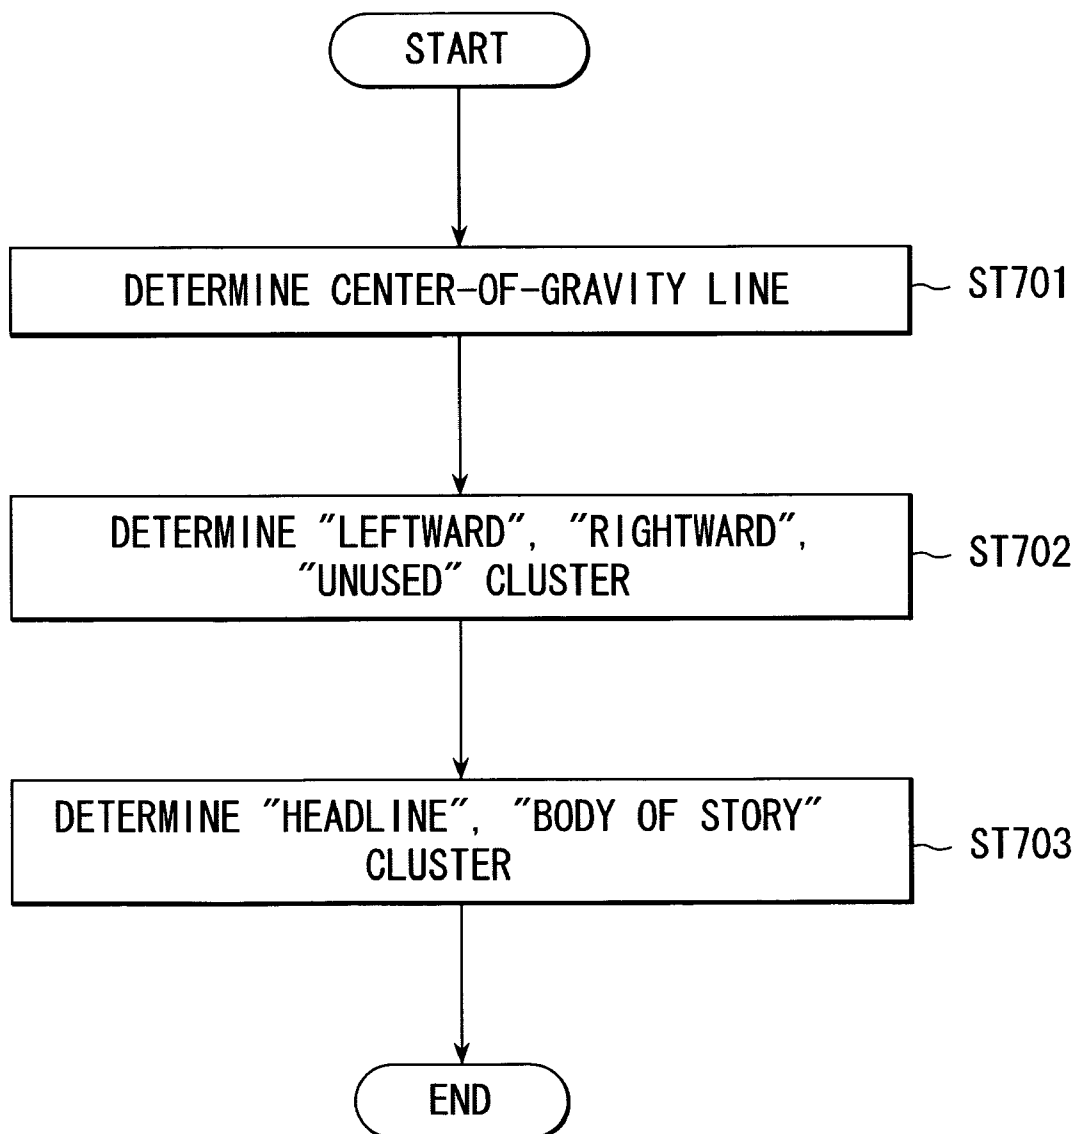 START
DETERMINE CENTER-OF-GRAVITY LINE
ST701
DETERMINE "LEFTWARD", "RIGHTWARD",
"UNUSED" CLUSTER
ST702
DETERMINE "HEADLINE", "BODY OF STORY"
CLUSTER
ST703
END